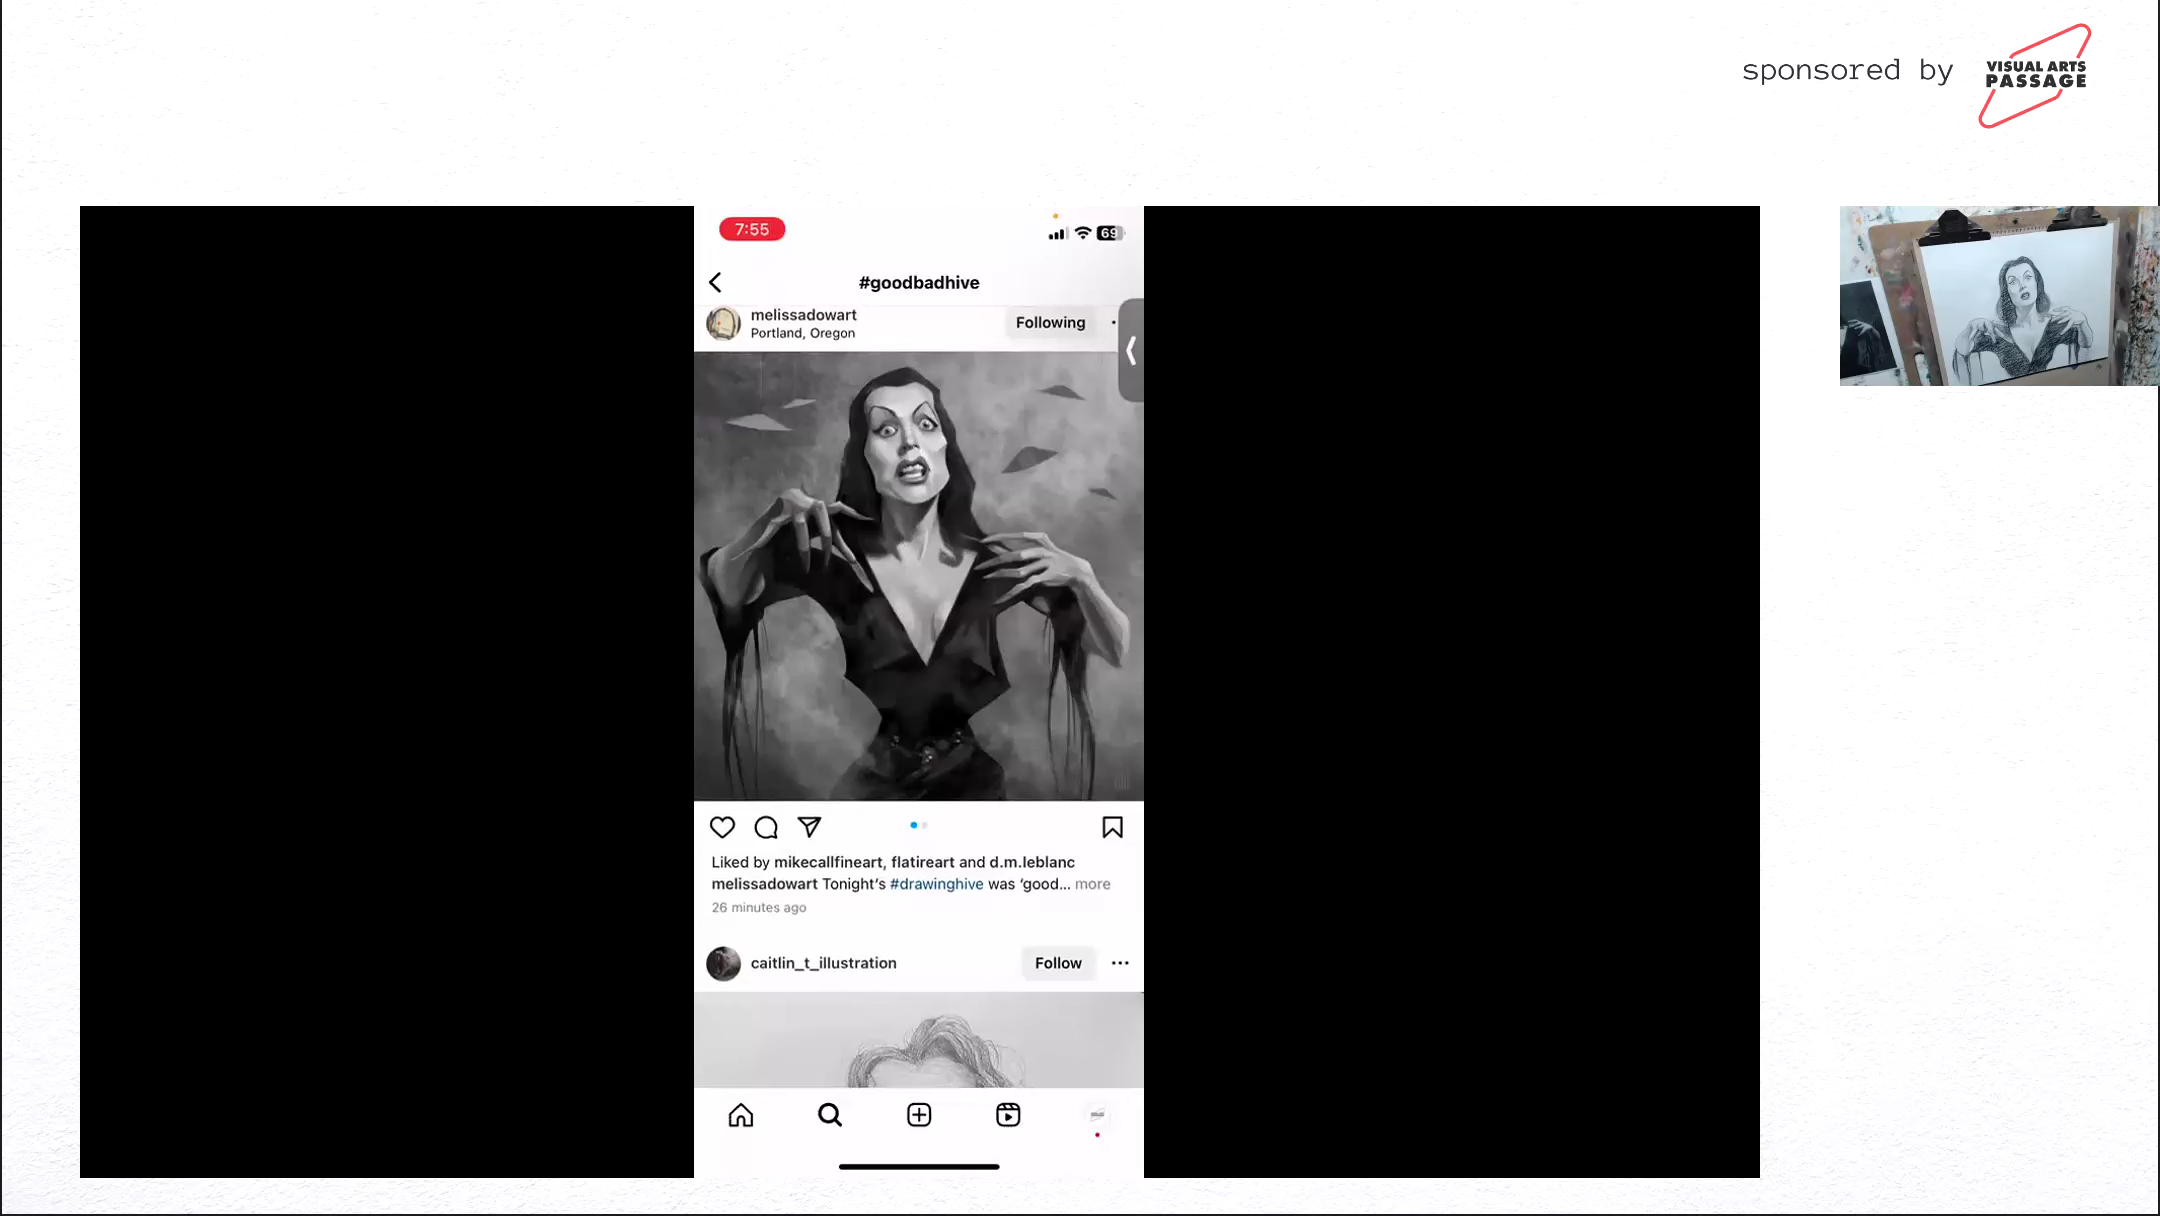 sponsored by
VISUAL ARTS
PASSAGE
7:55
69
#goodbadhive
melissadowart
Portland, Oregon
Following
Liked by mikecallfineart, flatireart and d.m.leblanc
melissadowart Tonight's #drawinghive was 'good... more
26 minutes ago
caitlin_t_illustration
Follow